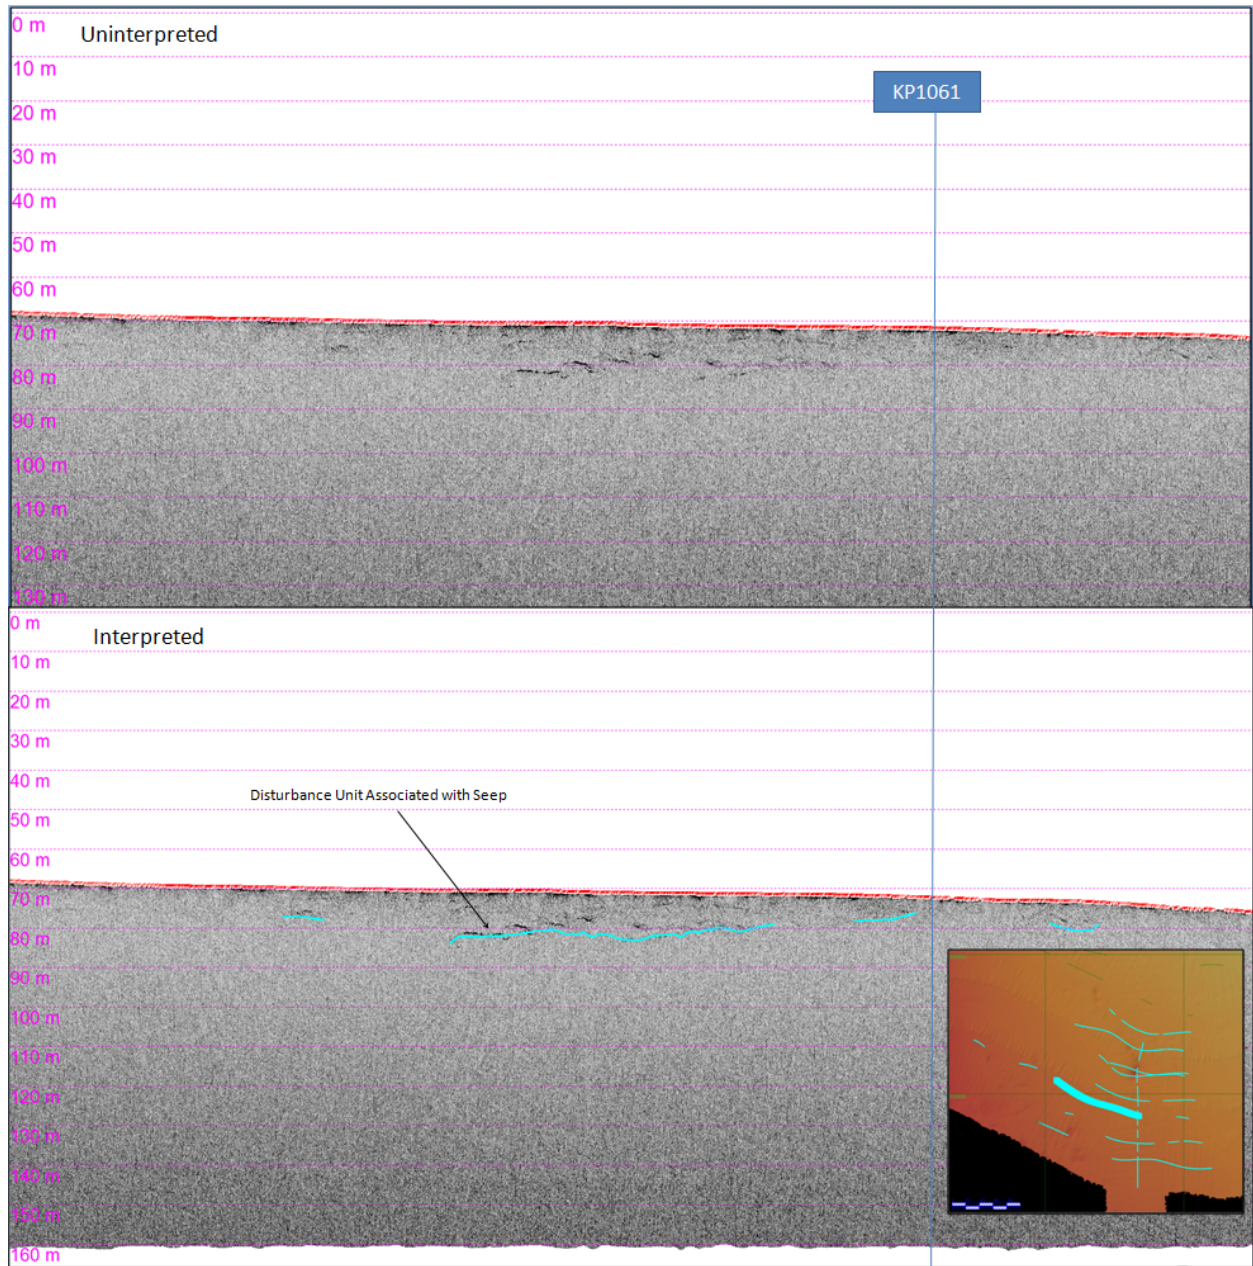 0 m
Uninterpreted
10 m
KP1061
20 m
30 m
40 m
50 m
60 m
70 m
80 m
90 m
100 m
110 m
120 m
130 m
0 m
Interpreted
10 m
20 m
30 m
40 m
Disturbance Unit Associated with Seep
50 m
60 m
70 m
80 m
90 m
100 m
110 m
120 m
130 m
140 m
150 m
160 m